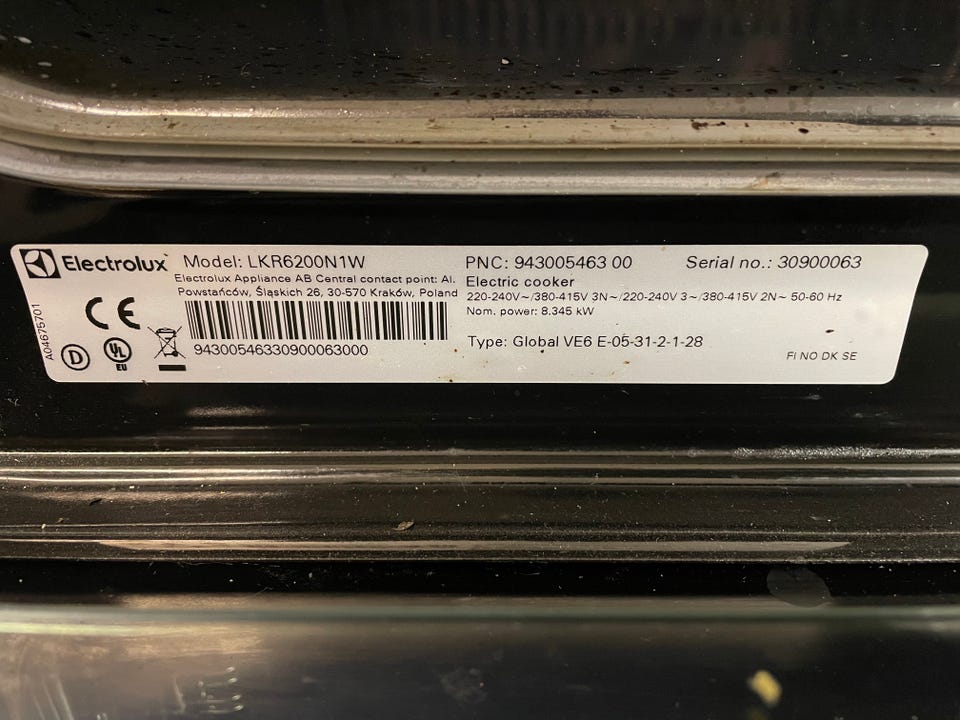 Electrolux
Model: LKR6200N1W
Electrolux Appliance AB Central contact point: Al.
Powstańców, Śląskich 26, 30-570 Kraków, Poland
94300546330900063000
A04675701
CE
D
UL
EU
PNC: 943005463 00
Serial no.: 30900063
Electric cooker
220-240V~/380-415V 3N~/220-240V 3~/380-415V 2N~ 50-60 Hz
Nom. power: 8.345 kW
Type: Global VE6 E-05-31-2-1-28
FI NO DK SE